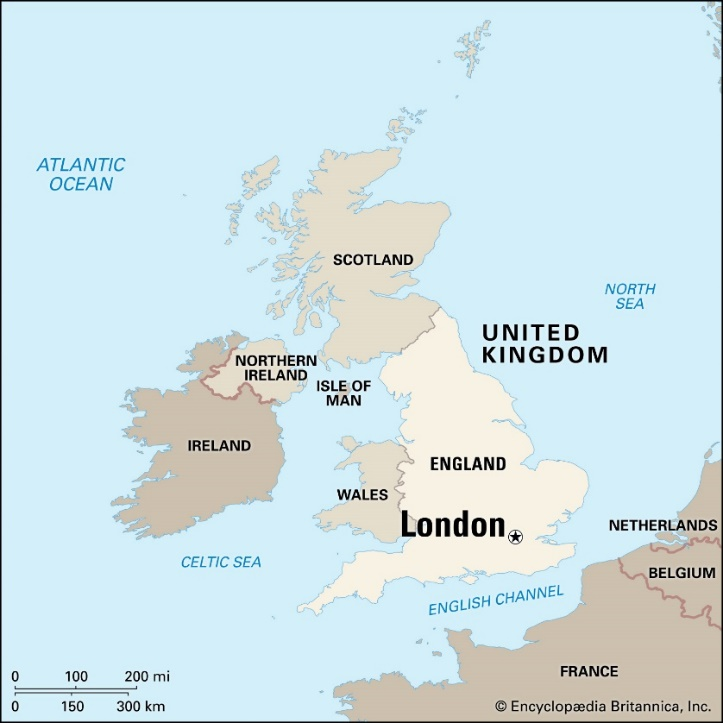 ATLANTIC
OCEAN
SCOTLAND
NORTH
SEA
UNITED
KINGDOM
NORTHERN
IRELAND
ISLE OF
MAN
IRELAND
ENGLAND
WALES
London
NETHERLANDS
CELTIC SEA
BELGIUM
ENGLISH CHANNEL
FRANCE
0 100 200 mi
0 150 300 km
© Encyclopædia Britannica, Inc.